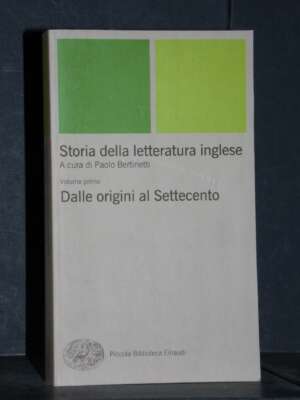 Storia della letteratura inglese
A cura di Paolo Bertinetti
Volume primo
Dalle origini al Settecento
Piccola Biblioteca Einaudi